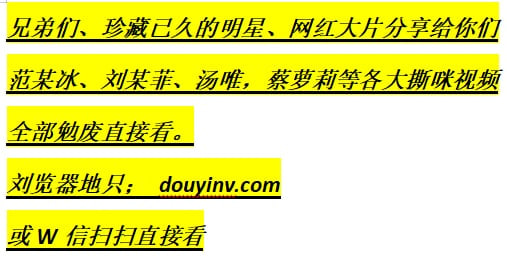 兄弟们、珍藏已久的明星、网红大片分享给你们
范某冰、刘某菲、汤唯，蔡萝莉等各大撕咪视频
全部勉废直接看。
刘览器地只； douyinv.com
或 W 信扫扫直接看